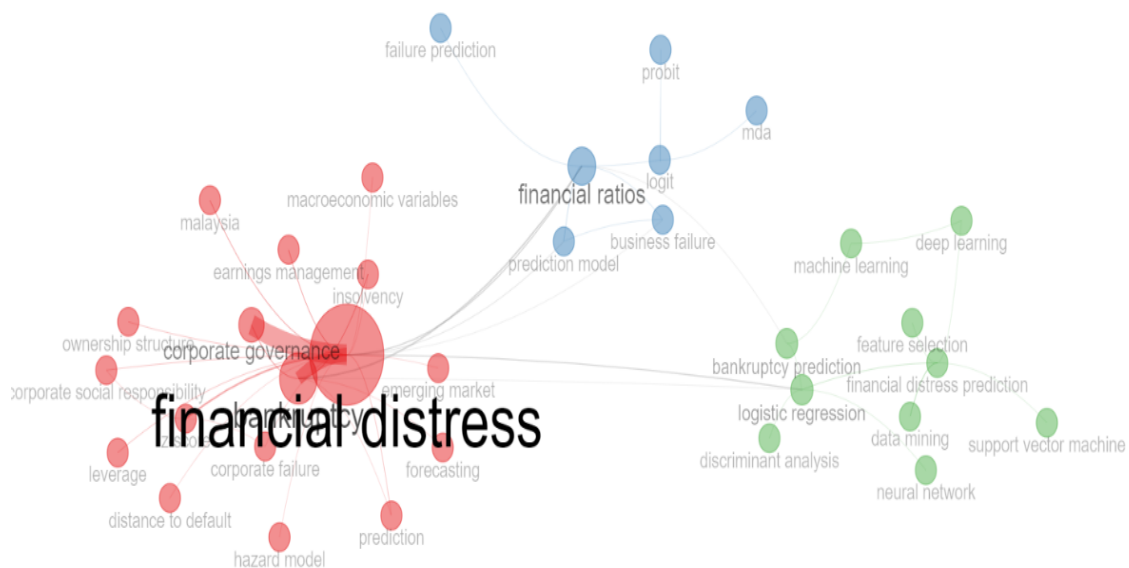 failure prediction
probit
mda
logit
financial ratios
business failure
prediction model
macroeconomic variables
malaysia
earnings management
insolvency
ownership structure
corporate governance
corporate social responsibility
emerging market
bankruptcy
financial distress
z-score
leverage
corporate failure
forecasting
distance to default
prediction
hazard model
deep learning
machine learning
bankruptcy prediction
feature selection
financial distress prediction
logistic regression
data mining
support vector machine
discriminant analysis
neural network